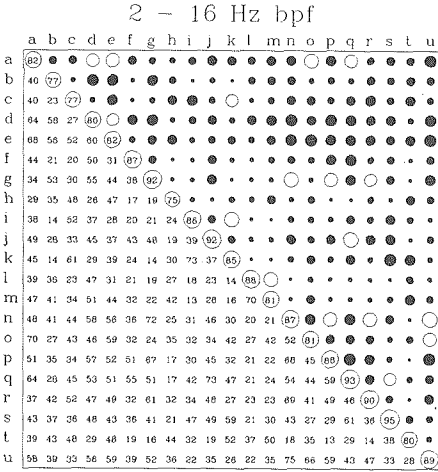 2 - 16 Hz bpf
a b c d e f g h i j k l m n o p q r s t u
a 82
b 40 77
c 40 23 77
d 64 58 27 80
e 68 56 52 60 82
f 44 21 20 50 31 87
g 34 53 30 55 44 38 92
h 29 35 48 26 47 17 19 75
i 38 14 52 37 28 20 21 24 88
j 49 28 33 45 37 43 48 19 39 92
k 45 14 61 29 39 24 14 30 73 37 85
l 39 36 23 47 31 21 19 27 18 23 14 88
m 47 41 34 51 44 32 22 42 13 28 16 70 81
n 48 41 44 58 56 36 72 25 31 46 30 20 21 87
o 70 27 43 46 59 32 24 35 32 34 42 27 42 52 81
p 51 35 34 57 52 51 67 17 30 45 32 21 22 68 45 88
q 64 28 45 53 51 55 51 17 42 73 47 21 24 54 44 59 93
r 37 42 52 47 49 32 61 32 34 48 27 23 23 69 41 49 46 90
s 43 37 36 48 43 36 41 21 47 49 59 21 30 43 27 29 61 36 95
t 39 43 48 29 48 19 16 44 32 19 52 37 50 18 35 13 29 14 38 80
u 58 39 33 56 59 52 36 22 35 26 22 35 75 66 59 43 47 33 28 89